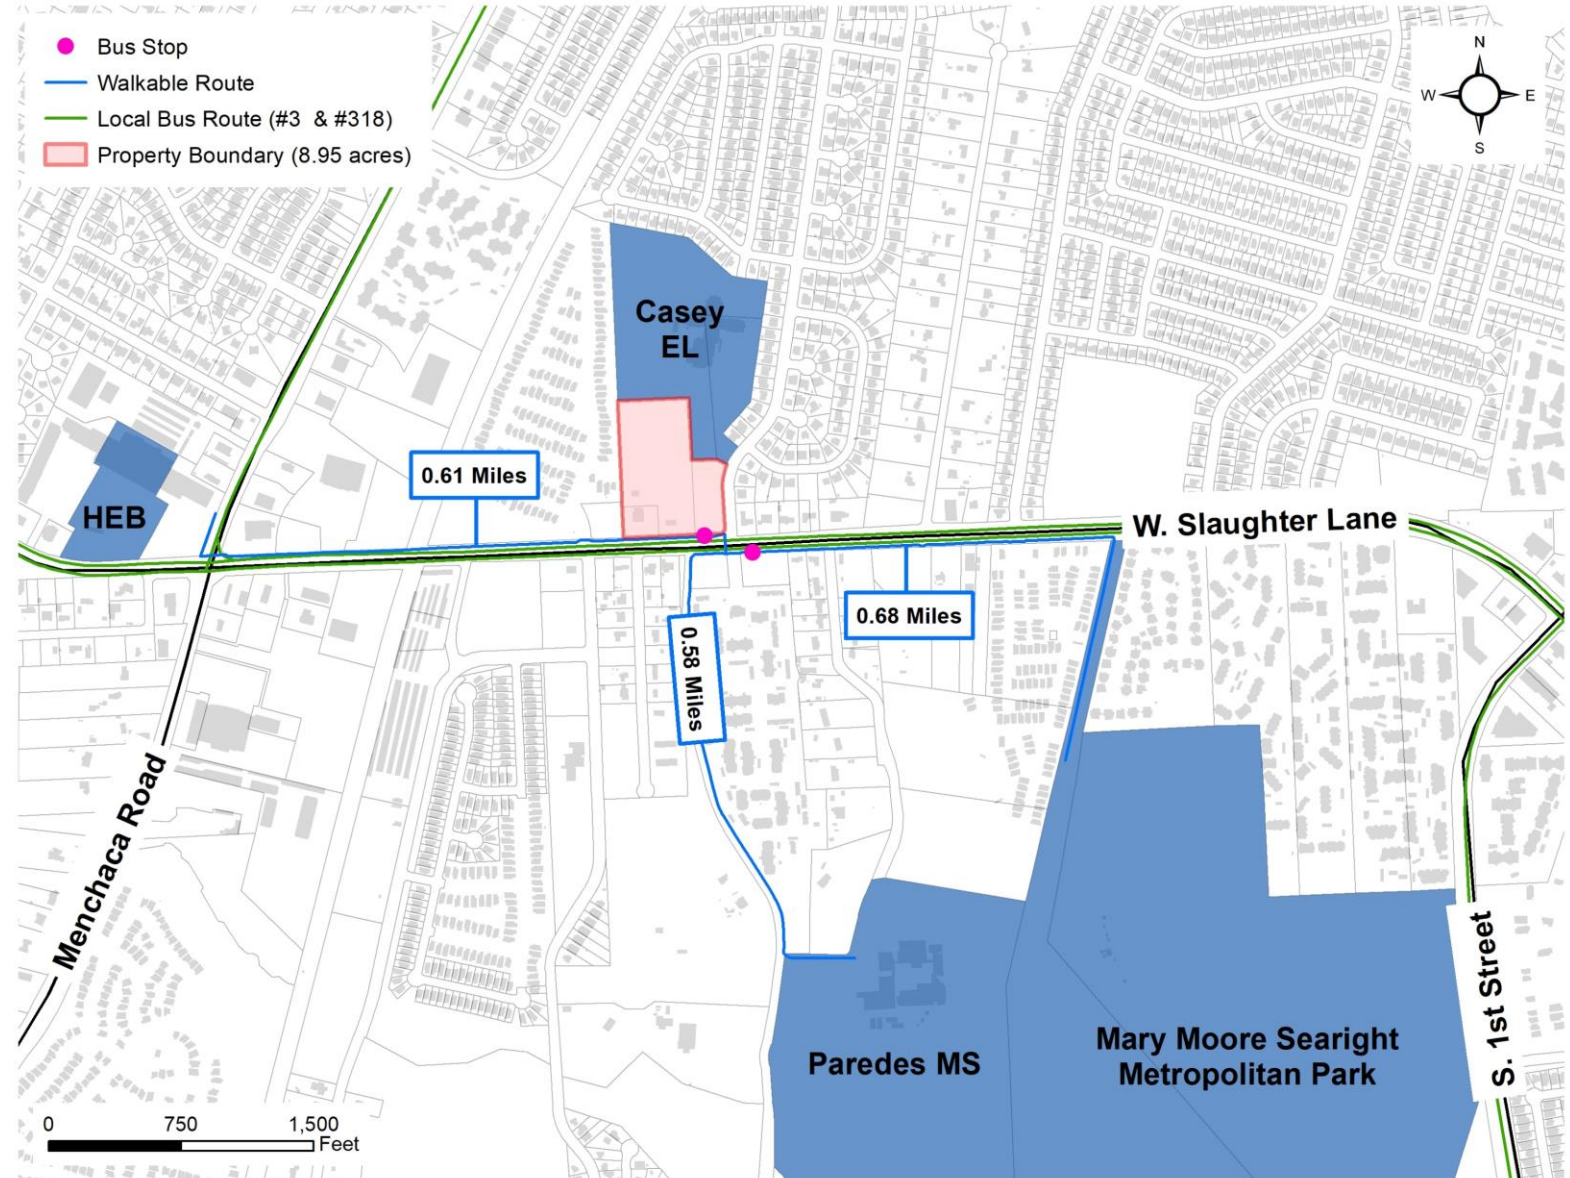 Bus Stop
Walkable Route
Local Bus Route (#3 & #318)
Property Boundary (8.95 acres)
N
W E
S
Casey
EL
0.61 Miles
HEB
W. Slaughter Lane
0.68 Miles
0.58 Miles
Menchaca Road
S. 1st Street
Mary Moore Searight
Metropolitan Park
Paredes MS
0 750 1,500
Feet